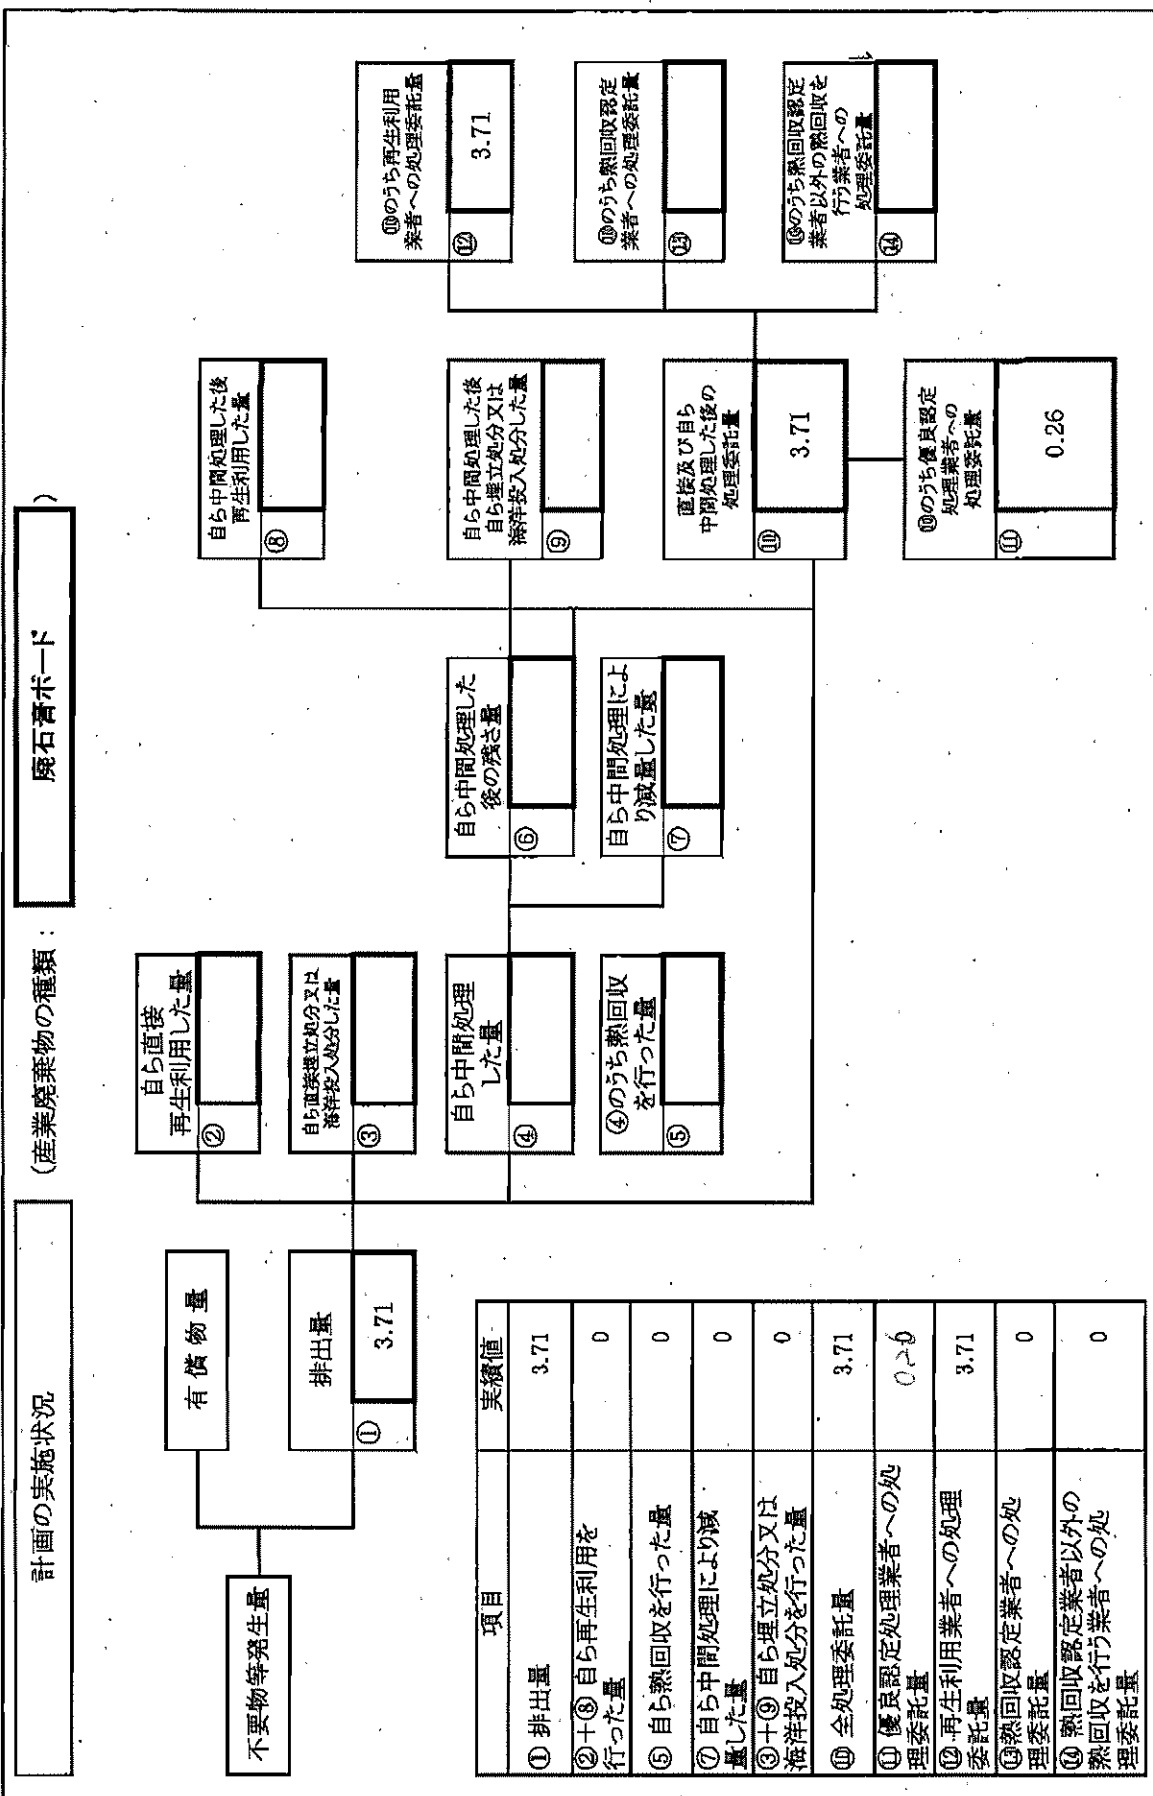 計画の実施状況
(産業廃棄物の種類：
廃石膏ボード
)
不要物等発生量
有償物量
排出量
①
3.71
自ら直接
再生利用した量
②
自ら直接埋立処分又は
海洋投入処分した量
③
自ら中間処理
した量
④
④のうち熱回収
を行った量
⑤
自ら中間処理した
後の残さ量
⑥
自ら中間処理によ
り減量した量
⑦
自ら中間処理した後
再生利用した量
⑧
自ら中間処理した後
自ら埋立処分又は
海洋投入処分した量
⑨
直接及び自ら
中間処理した後の
処理委託量
⑩
3.71
⑩のうち優良認定
処理業者への
処理委託量
⑪
0.26
⑩のうち再生利用
業者への処理委託量
⑫
3.71
⑩のうち熱回収認定
業者への処理委託量
⑬
⑩のうち熱回収認定
業者以外の熱回収を
行う業者への
処理委託量
⑭
項目
実績値
① 排出量
3.71
②+⑧ 自ら再生利用を
行った量
0
⑤ 自ら熱回収を行った量
0
⑦ 自ら中間処理により減
量した量
0
③+⑨ 自ら埋立処分又は
海洋投入処分を行った量
0
⑩ 全処理委託量
3.71
⑪ 優良認定処理業者への処
理委託量
0.26
0
⑫ 再生利用業者への処理
委託量
3.71
⑬熱回収認定業者への処
理委託量
0
⑭ 熱回収認定業者以外の
熱回収を行う業者への処
理委託量
0